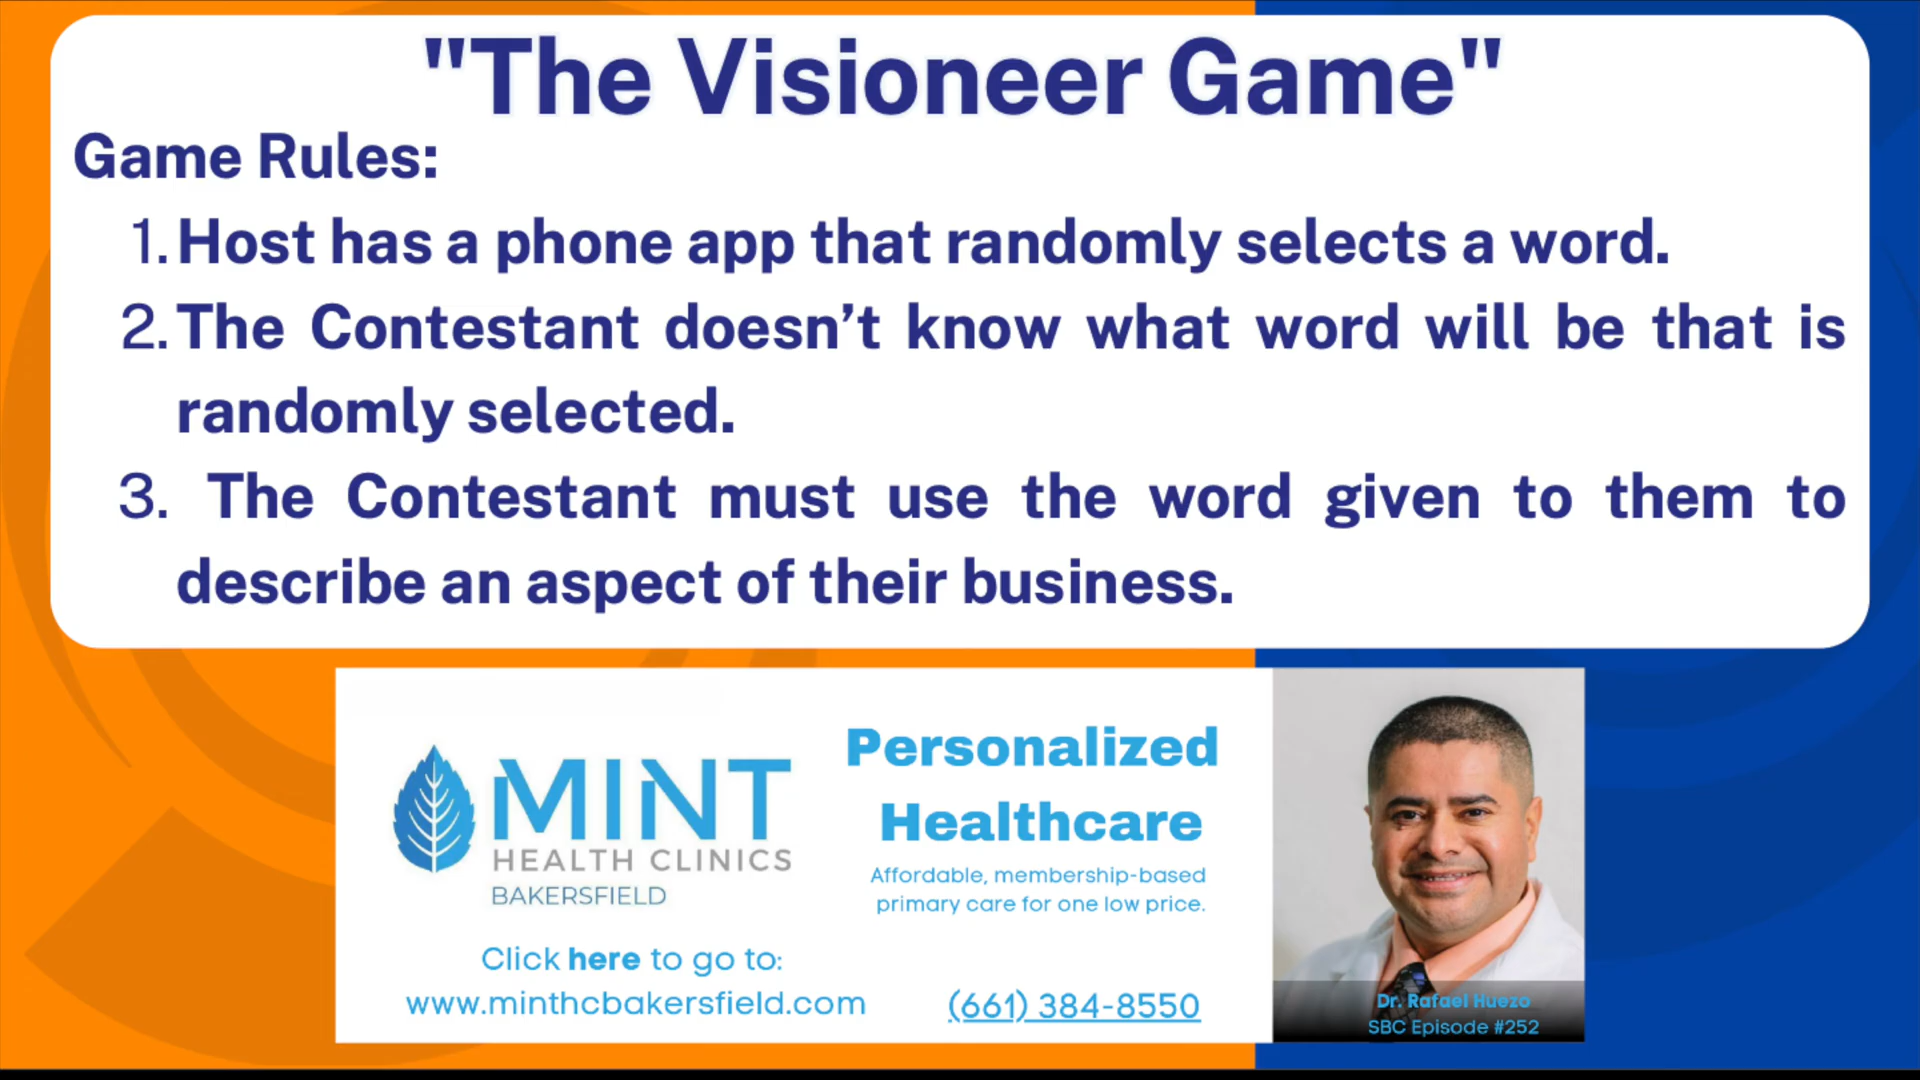 "The Visioneer Game"
Game Rules:
1. Host has a phone app that randomly selects a word.
2. The Contestant doesn’t know what word will be that is
randomly selected.
3. The Contestant must use the word given to them to
describe an aspect of their business.
MINT
HEALTH CLINICS
BAKERSFIELD
Click here to go to:
www.minthcbakersfield.com
Personalized
Healthcare
Affordable, membership-based
primary care for one low price.
(661) 384-8550
Dr. Rafael Huezo
SBC Episode #252